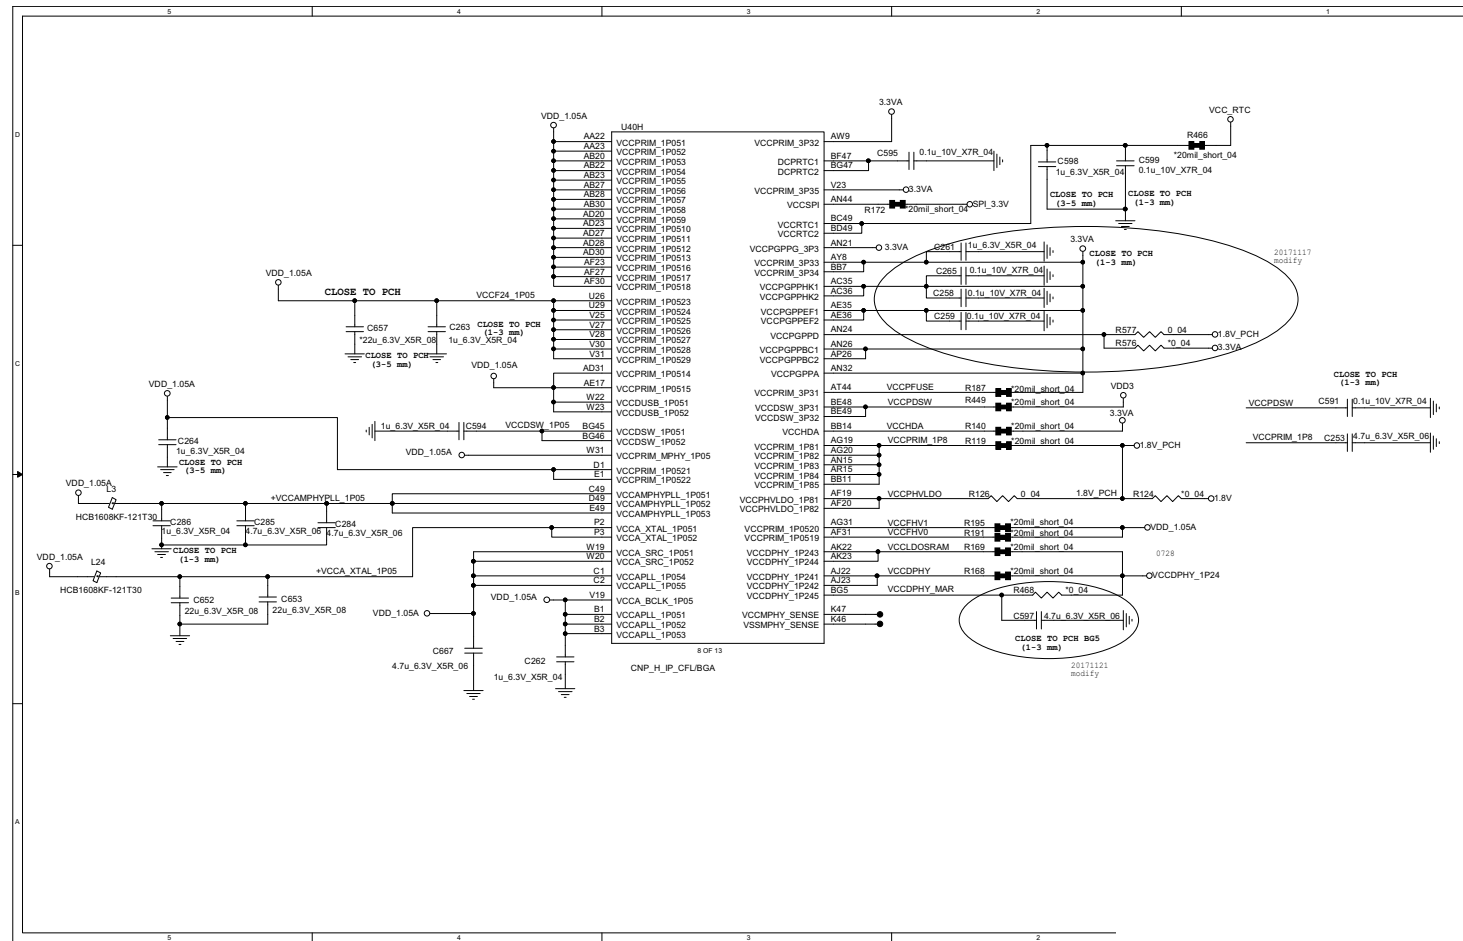 5 4 3 2 1
D
C
B
A
5 4 3 2
U40H
8 OF 13
CNP_H_IP_CFL/BGA
VDD_1.05A
AA22 VCCPRIM_1P051
AA23 VCCPRIM_1P052
AB20 VCCPRIM_1P053
AB22 VCCPRIM_1P054
AB23 VCCPRIM_1P055
AB27 VCCPRIM_1P056
AB28 VCCPRIM_1P057
AB30 VCCPRIM_1P058
AD20 VCCPRIM_1P059
AD23 VCCPRIM_1P0510
AD27 VCCPRIM_1P0511
AD28 VCCPRIM_1P0512
AD30 VCCPRIM_1P0513
AF23 VCCPRIM_1P0516
AF27 VCCPRIM_1P0517
AF30 VCCPRIM_1P0518
VDD_1.05A
CLOSE TO PCH
VCCF24_1P05
U26 VCCPRIM_1P0523
U29 VCCPRIM_1P0524
V25 VCCPRIM_1P0525
V27 VCCPRIM_1P0526
V28 VCCPRIM_1P0527
V30 VCCPRIM_1P0528
V31 VCCPRIM_1P0529
C657
*22u_6.3V_X5R_08
CLOSE TO PCH
(3-5 mm)
C263
1u_6.3V_X5R_04
CLOSE TO PCH
(1-3 mm)
VDD_1.05A
AD31 VCCPRIM_1P0514
AE17 VCCPRIM_1P0515
W22 VCCDUSB_1P051
W23 VCCDUSB_1P052
1u_6.3V_X5R_04 C594 VCCDSW_1P05
BG45 VCCDSW_1P051
BG46 VCCDSW_1P052
VDD_1.05A
W31 VCCPRIM_MPHY_1P05
VDD_1.05A
C264
1u_6.3V_X5R_04
CLOSE TO PCH
(3-5 mm)
D1 VCCPRIM_1P0521
E1 VCCPRIM_1P0522
VDD_1.05A
L3
HCB1608KF-121T30
+VCCAMPHYPLL_1P05
C49 VCCAMPHYPLL_1P051
D49 VCCAMPHYPLL_1P052
E49 VCCAMPHYPLL_1P053
C286
1u_6.3V_X5R_04
C285
4.7u_6.3V_X5R_06
C284
4.7u_6.3V_X5R_06
CLOSE TO PCH
(1-3 mm)
P2 VCCA_XTAL_1P051
P3 VCCA_XTAL_1P052
VDD_1.05A
L24
HCB1608KF-121T30
+VCCA_XTAL_1P05
C652
22u_6.3V_X5R_08
C653
22u_6.3V_X5R_08
W19 VCCA_SRC_1P051
W20 VCCA_SRC_1P052
C1 VCCAPLL_1P054
C2 VCCAPLL_1P055
VDD_1.05A
C667
4.7u_6.3V_X5R_06
VDD_1.05A
V19 VCCA_BCLK_1P05
B1 VCCAPLL_1P051
B2 VCCAPLL_1P052
B3 VCCAPLL_1P053
C262
1u_6.3V_X5R_04
3.3VA
VCCPRIM_3P32 AW9
DCPRTC1 BF47
DCPRTC2 BG47
C595 0.1u_10V_X7R_04
VCCPRIM_3P35 V23 3.3VA
VCCSPI AN44 R172 *20mil_short_04 SPI_3.3V
VCCRTC1 BC49
VCCRTC2 BD49
VCC_RTC
R466
*20mil_short_04
C598
1u_6.3V_X5R_04
CLOSE TO PCH
(3-5 mm)
C599
0.1u_10V_X7R_04
CLOSE TO PCH
(1-3 mm)
VCCPGPPG_3P3 AN21 3.3VA
VCCPRIM_3P33 AY8
VCCPRIM_3P34 BB7
C261 1u_6.3V_X5R_04
3.3VA
CLOSE TO PCH
(1-3 mm)
20171117
modify
VCCPGPPHK1 AC35
VCCPGPPHK2 AC36
C265 0.1u_10V_X7R_04
C258 0.1u_10V_X7R_04
VCCPGPPEF1 AE35
VCCPGPPEF2 AE36
C259 0.1u_10V_X7R_04
VCCPGPPD AN24
R577 0_04 1.8V_PCH
R576 *0_04 3.3VA
VCCPGPPBC1 AN26
VCCPGPPBC2 AP26
VCCPGPPA AN32
VCCPRIM_3P31 AT44 VCCPFUSE R187 *20mil_short_04
VDD3
VCCDSW_3P31 BE48 VCCPDSW R449 *20mil_short_04
VCCDSW_3P32 BE49
3.3VA
VCCHDA BB14 VCCHDA R140 *20mil_short_04
VCCPRIM_1P81 AG19 VCCPRIM_1P8 R119 *20mil_short_04 1.8V_PCH
VCCPRIM_1P82 AG20
VCCPRIM_1P83 AN15
VCCPRIM_1P84 AR15
VCCPRIM_1P85 BB11
VCCPHVLDO_1P81 AF19 VCCPHVLDO R126 0_04 1.8V_PCH R124 *0_04 1.8V
VCCPHVLDO_1P82 AF20
VCCPRIM_1P0520 AG31 VCCFHV1 R195 *20mil_short_04 VDD_1.05A
VCCPRIM_1P0519 AF31 VCCFHV0 R191 *20mil_short_04
VCCDPHY_1P243 AK22 VCCLDOSRAM R169 *20mil_short_04
VCCDPHY_1P244 AK23
0728
VCCDPHY_1P241 AJ22 VCCDPHY R168 *20mil_short_04 VCCDPHY_1P24
VCCDPHY_1P242 AJ23
VCCDPHY_1P245 BG5 VCCDPHY_MAR R468 *0_04
VCCMPHY_SENSE K47
VSSMPHY_SENSE K46
C597 4.7u_6.3V_X5R_06
CLOSE TO PCH BG5
(1-3 mm)
20171121
modify
CLOSE TO PCH
(1-3 mm)
VCCPDSW C591 0.1u_10V_X7R_04
VCCPRIM_1P8 C253 4.7u_6.3V_X5R_06